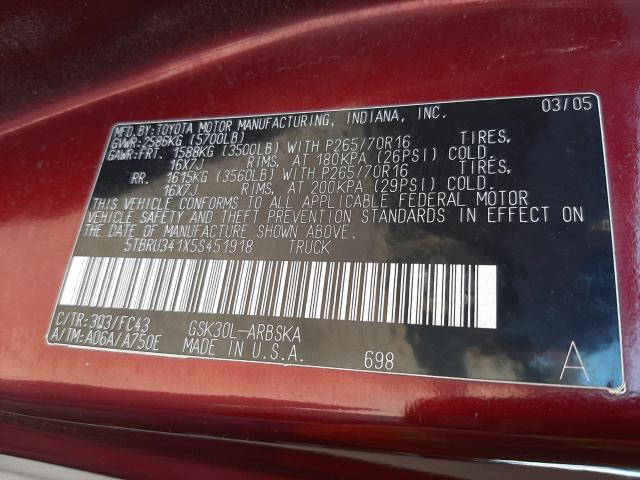 MFD.BY:TOYOTA MOTOR MANUFACTURING, INDIANA, INC. 03/05
GVWR:2586KG (5700LB)
GAWR:FRT. 1588KG (3500LB) WITH P265/70R16 TIRES,
16X7J RIMS, AT 180KPA (26PSI) COLD.
RR. 1615KG (3560LB) WITH P265/70R16 TIRES,
16X7J RIMS, AT 200KPA (29PSI) COLD.
THIS VEHICLE CONFORMS TO ALL APPLICABLE FEDERAL MOTOR
VEHICLE SAFETY AND THEFT PREVENTION STANDARDS IN EFFECT ON
THE DATE OF MANUFACTURE SHOWN ABOVE.
5TBRU341X5S451918 TRUCK
C/TR:3Q3/FC43 GSK30L-ARBSKA
A/TM:A06A/A750E MADE IN U.S.A. 698 A